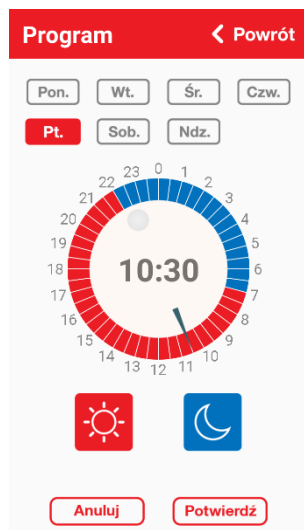 Program Powrót
Pon. Wt. Śr. Czw.
Pt. Sob. Ndz.
0 1 2 3 4 5 6 7 8 9 10 11 12 13 14 15 16 17 18 19 20 21 22 23
10:30
Anuluj Potwierdź